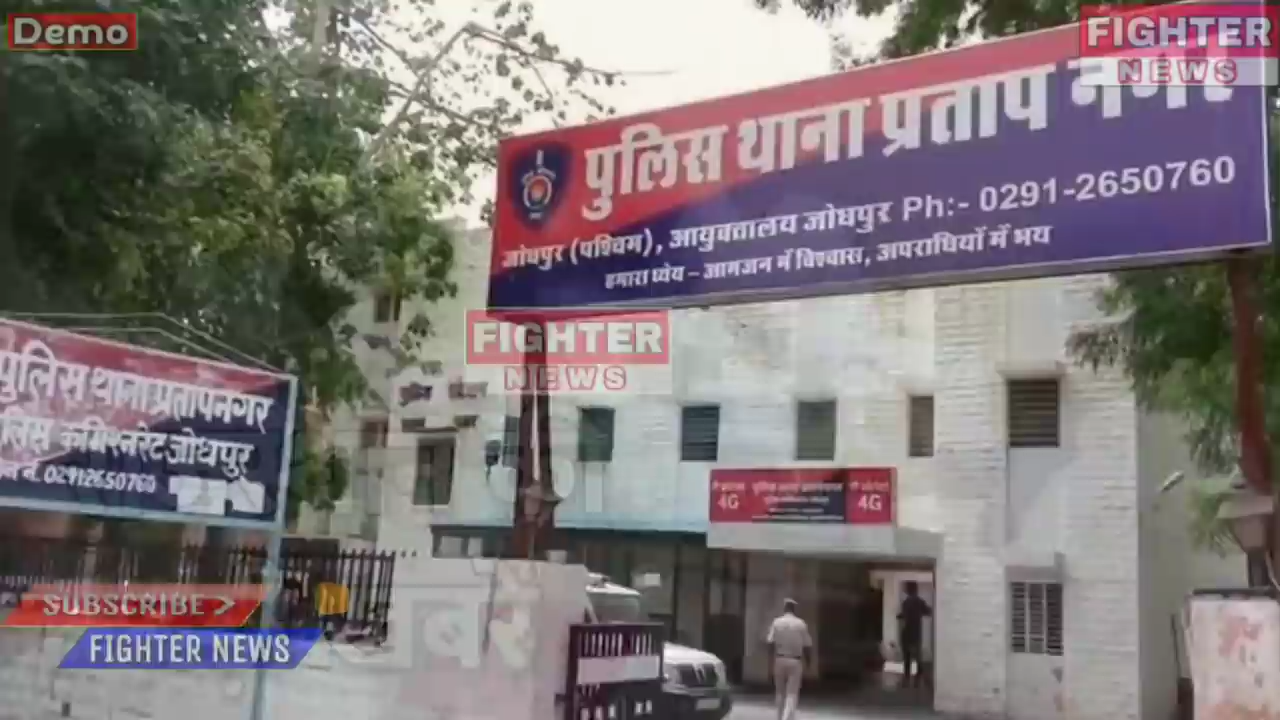 Demo
FIGHTER
NEWS
पुलिस थाना प्रताप नगर
जोधपुर (पश्चिम), आयुक्तालय जोधपुर Ph:- 0291-2650760
हमारा ध्येय – आमजन में विश्वास, अपराधियों में भय
FIGHTER
NEWS
पुलिस थाना प्रतापनगर
पुलिस कमिश्नरेट जोधपुर
न. 02912650760
4G
4G
SUBSCRIBE >
FIGHTER NEWS